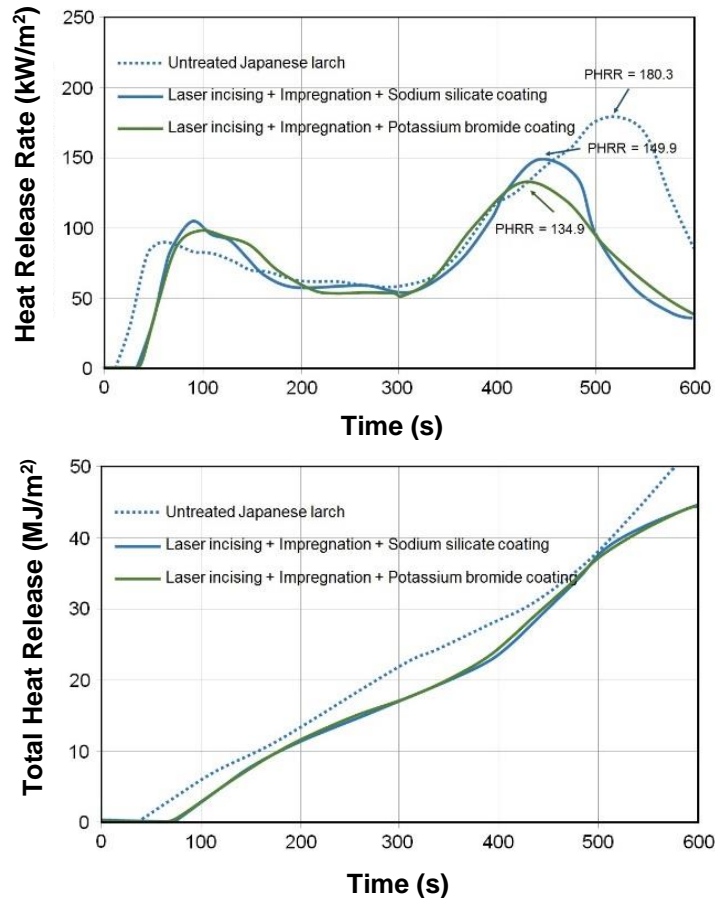 Heat Release Rate (kW/m²)
250
200
150
100
50
0
Untreated Japanese larch
Laser incising + Impregnation + Sodium silicate coating
Laser incising + Impregnation + Potassium bromide coating
PHRR = 180.3
PHRR = 149.9
PHRR = 134.9
0 100 200 300 400 500 600
Time (s)
Total Heat Release (MJ/m²)
50
40
30
20
10
0
Untreated Japanese larch
Laser incising + Impregnation + Sodium silicate coating
Laser incising + Impregnation + Potassium bromide coating
0 100 200 300 400 500 600
Time (s)